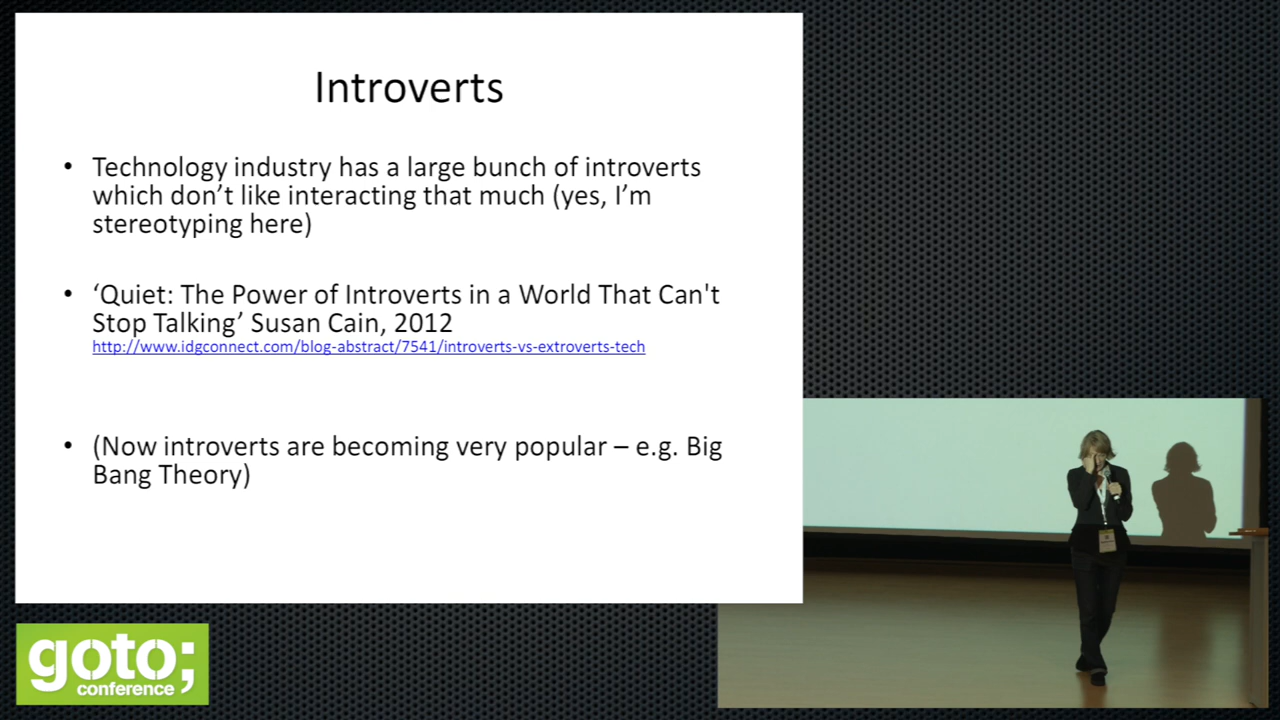 Introverts
• Technology industry has a large bunch of introverts
which don’t like interacting that much (yes, I’m
stereotyping here)
• ‘Quiet: The Power of Introverts in a World That Can't
Stop Talking’ Susan Cain, 2012
http://www.idgconnect.com/blog-abstract/7541/introverts-vs-extroverts-tech
• (Now introverts are becoming very popular – e.g. Big
Bang Theory)
goto;
conference